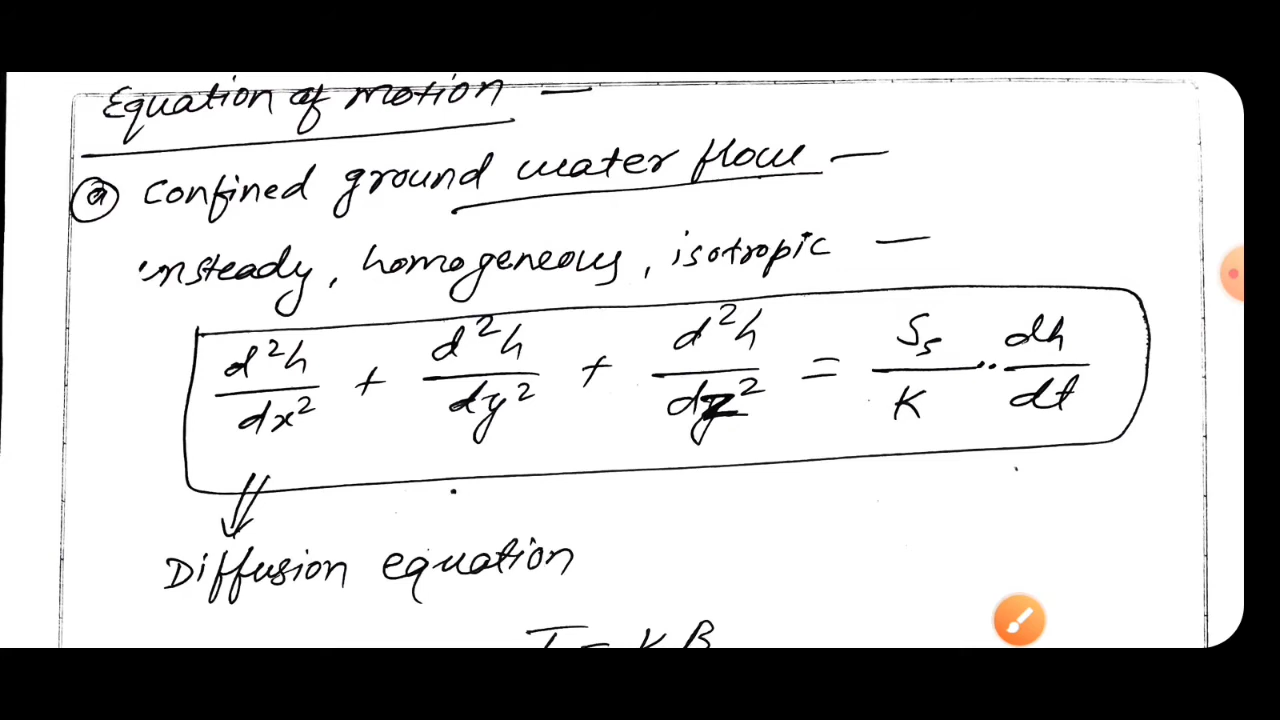 Equation of motion —
(a) Confined ground water flow —
unsteady, homogeneous, isotropic —
d²h/dx² + d²h/dy² + d²h/dz² = Ss/K · dh/dt
Diffusion equation
T = KB